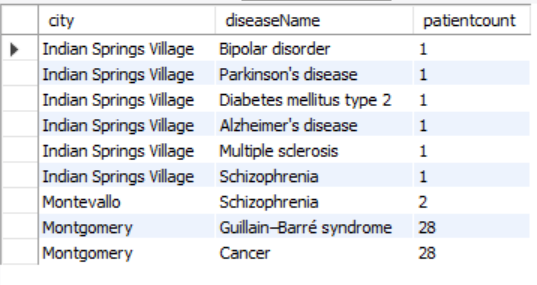 city diseaseName patientcount
Indian Springs Village Bipolar disorder 1
Indian Springs Village Parkinson's disease 1
Indian Springs Village Diabetes mellitus type 2 1
Indian Springs Village Alzheimer's disease 1
Indian Springs Village Multiple sclerosis 1
Indian Springs Village Schizophrenia 1
Montevallo Schizophrenia 2
Montgomery Guillain–Barré syndrome 28
Montgomery Cancer 28